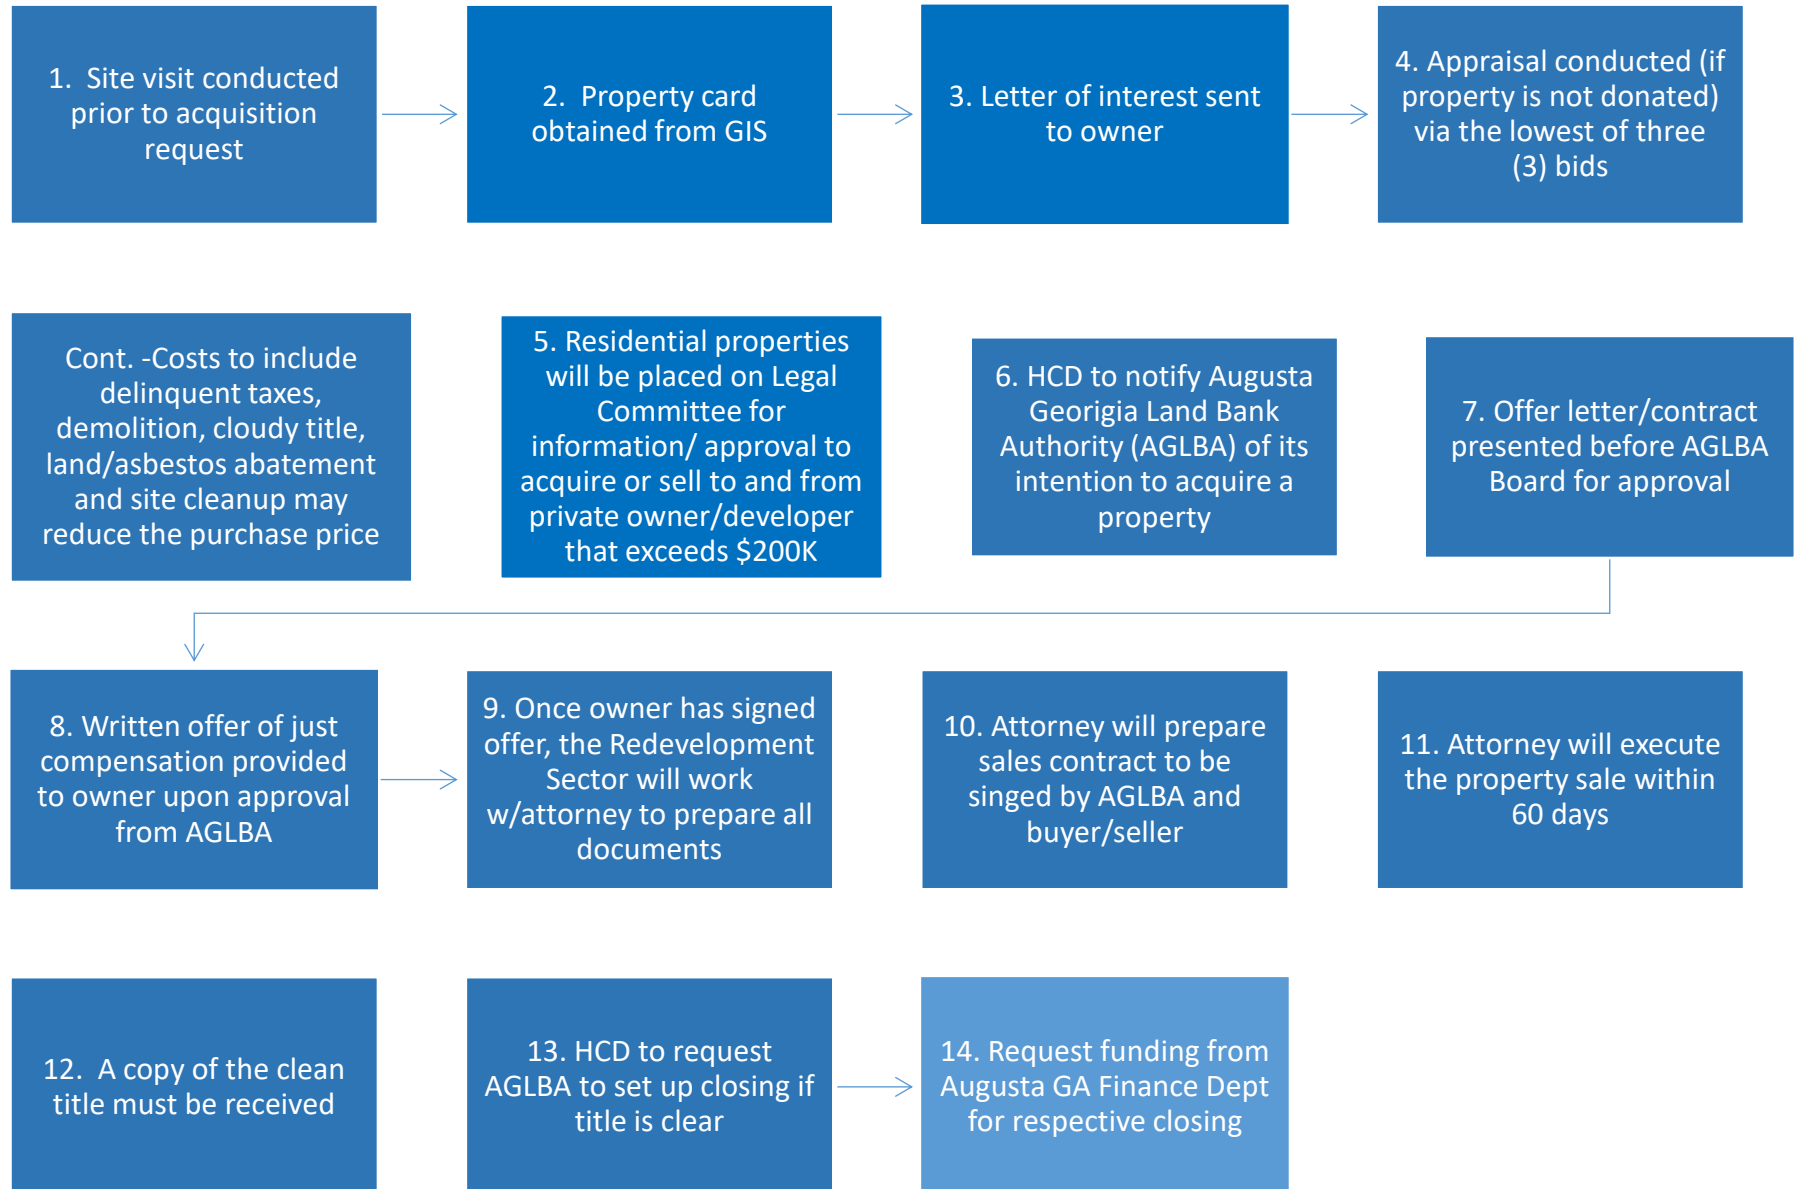 1. Site visit conducted
prior to acquisition
request
2. Property card
obtained from GIS
3. Letter of interest sent
to owner
4. Appraisal conducted (if
property is not donated)
via the lowest of three
(3) bids
Cont. -Costs to include
delinquent taxes,
demolition, cloudy title,
land/asbestos abatement
and site cleanup may
reduce the purchase price
5. Residential properties
will be placed on Legal
Committee for
information/ approval to
acquire or sell to and from
private owner/developer
that exceeds $200K
6. HCD to notify Augusta
Georigia Land Bank
Authority (AGLBA) of its
intention to acquire a
property
7. Offer letter/contract
presented before AGLBA
Board for approval
8. Written offer of just
compensation provided
to owner upon approval
from AGLBA
9. Once owner has signed
offer, the Redevelopment
Sector will work
w/attorney to prepare all
documents
10. Attorney will prepare
sales contract to be
singed by AGLBA and
buyer/seller
11. Attorney will execute
the property sale within
60 days
12. A copy of the clean
title must be received
13. HCD to request
AGLBA to set up closing if
title is clear
14. Request funding from
Augusta GA Finance Dept
for respective closing